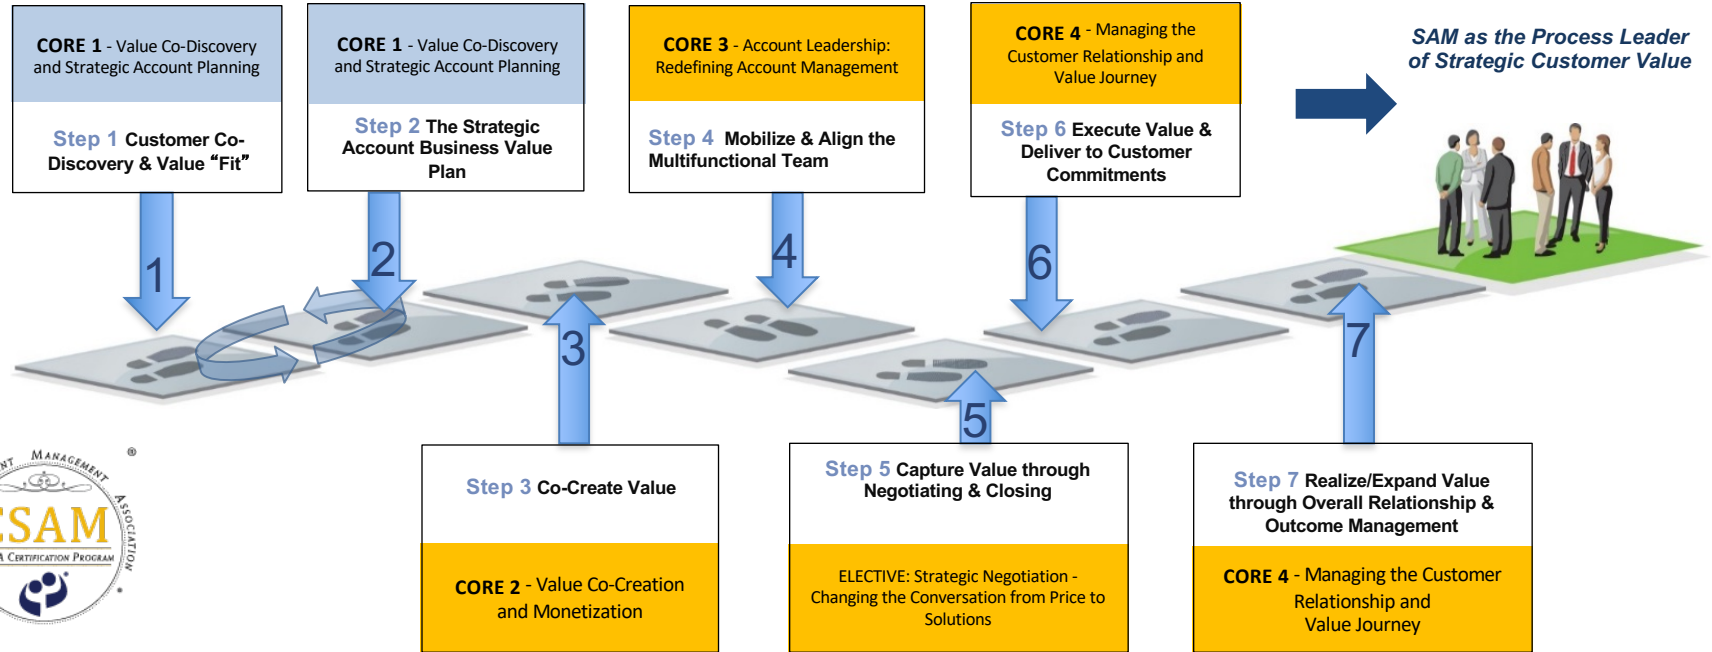 CORE 1 - Value Co-Discovery
and Strategic Account Planning
Step 1 Customer Co-
Discovery & Value “Fit”
CORE 1 - Value Co-Discovery
and Strategic Account Planning
Step 2 The Strategic
Account Business Value
Plan
CORE 3 - Account Leadership:
Redefining Account Management
Step 4 Mobilize & Align the
Multifunctional Team
CORE 4 - Managing the
Customer Relationship and
Value Journey
Step 6 Execute Value &
Deliver to Customer
Commitments
SAM as the Process Leader
of Strategic Customer Value
1
2
3
4
5
6
7
Step 3 Co-Create Value
CORE 2 - Value Co-Creation
and Monetization
Step 5 Capture Value through
Negotiating & Closing
ELECTIVE: Strategic Negotiation -
Changing the Conversation from Price to
Solutions
Step 7 Realize/Expand Value
through Overall Relationship &
Outcome Management
CORE 4 - Managing the Customer
Relationship and
Value Journey
MANAGEMENT ASSOCIATION
®
SAM
CERTIFICATION PROGRAM